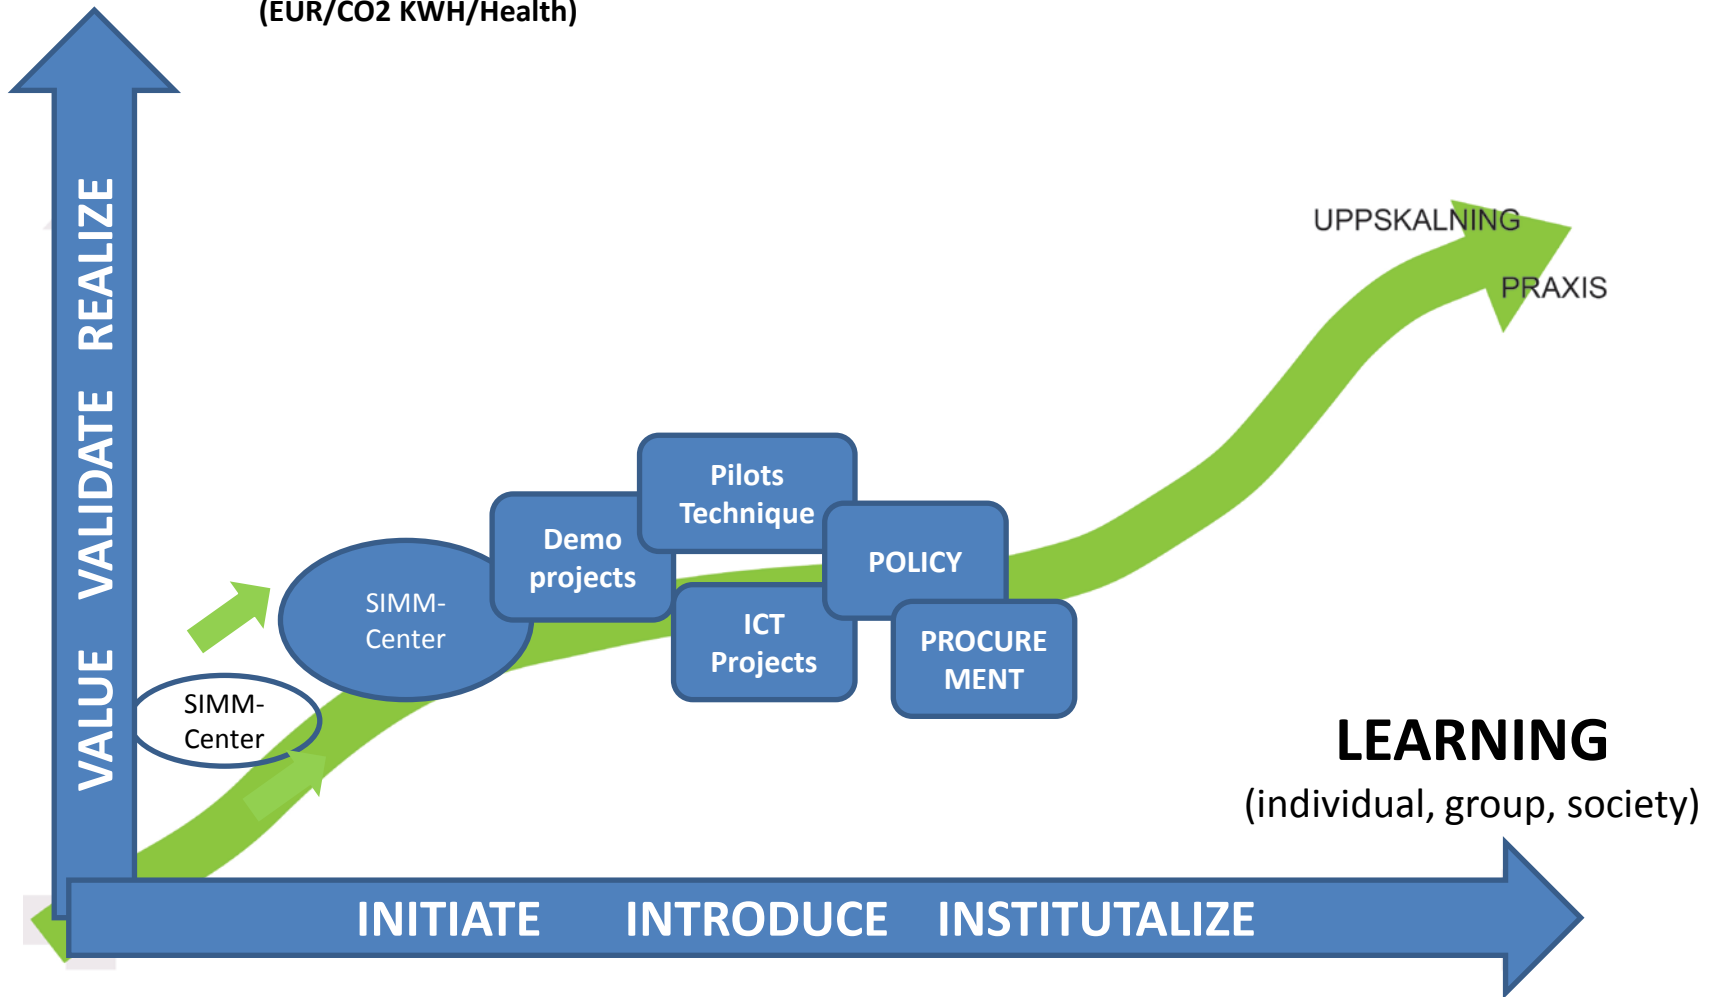 (EUR/CO2 KWH/Health)
VALUE VALIDATE REALIZE
UPPSKALNING
PRAXIS
Pilots
Technique
Demo
projects
POLICY
SIMM-
Center
ICT
Projects
PROCURE
MENT
SIMM-
Center
LEARNING
(individual, group, society)
INITIATE INTRODUCE INSTITUTALIZE